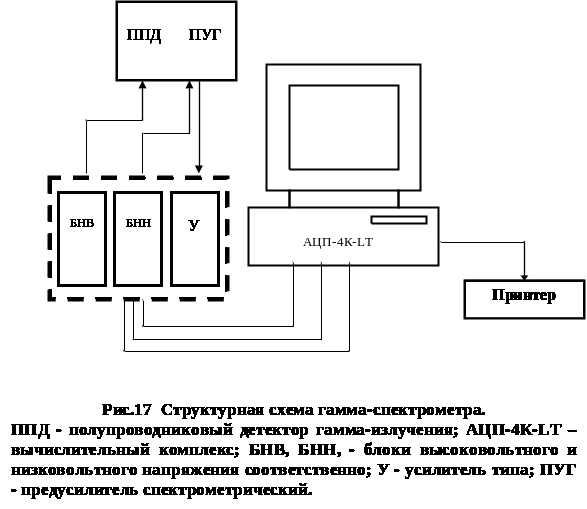 ППД ПУГ
БНВ БНН У
АЦП-4К-LT
Принтер
Рис.17 Структурная схема гамма-спектрометра.
ППД - полупроводниковый детектор гамма-излучения; АЦП-4К-LT –
вычислительный комплекс; БНВ, БНН, - блоки высоковольтного и
низковольтного напряжения соответственно; У - усилитель типа; ПУГ
- предусилитель спектрометрический.